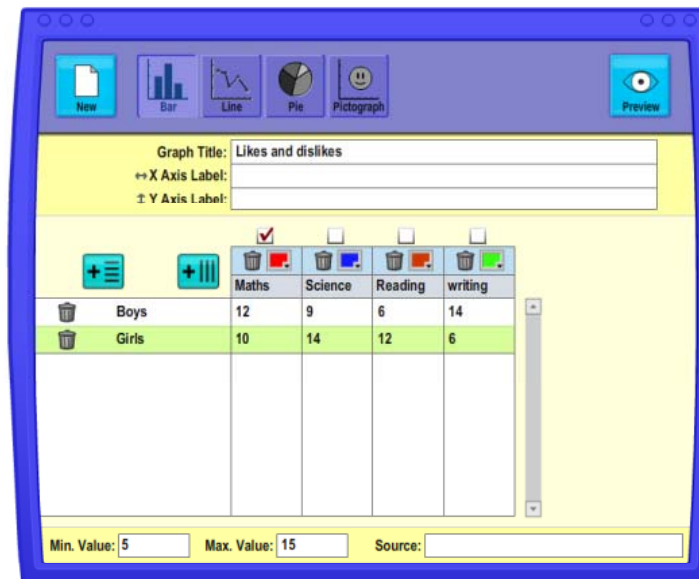 New Bar Line Pie Pictograph Preview
Graph Title: Likes and dislikes
X Axis Label:
Y Axis Label:
Maths Science Reading writing
Boys 12 9 6 14
Girls 10 14 12 6
Min. Value: 5 Max. Value: 15 Source: